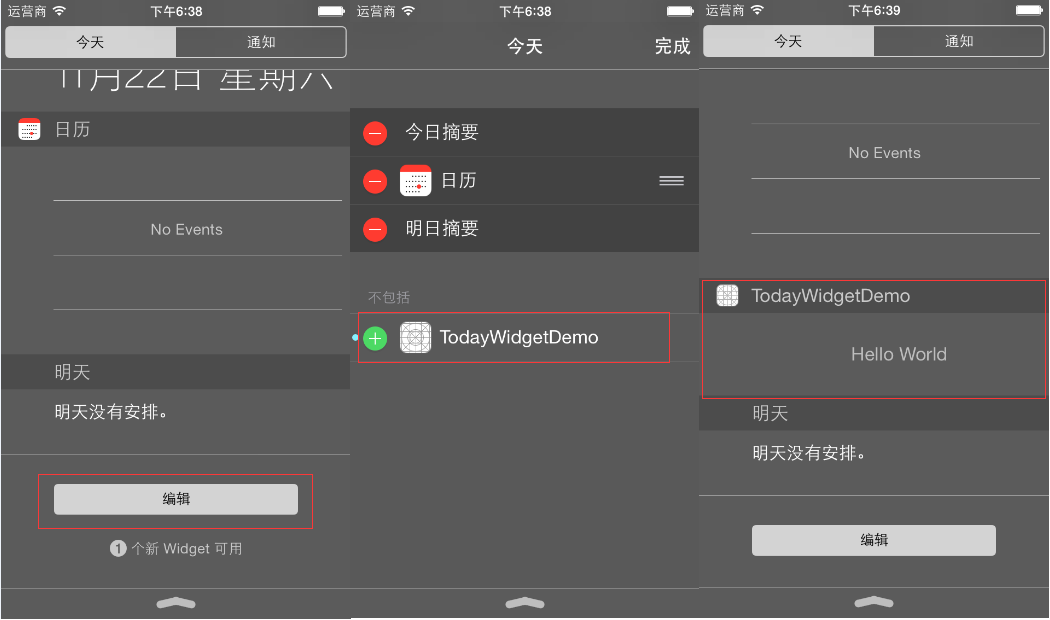 运营商 下午6:38
今天 通知
11月22日 星期六
日历
No Events
明天
明天没有安排。
编辑
1 个新 Widget 可用
运营商 下午6:38
今天 完成
今日摘要
日历
明日摘要
不包括
TodayWidgetDemo
运营商 下午6:39
今天 通知
No Events
TodayWidgetDemo
Hello World
明天
明天没有安排。
编辑